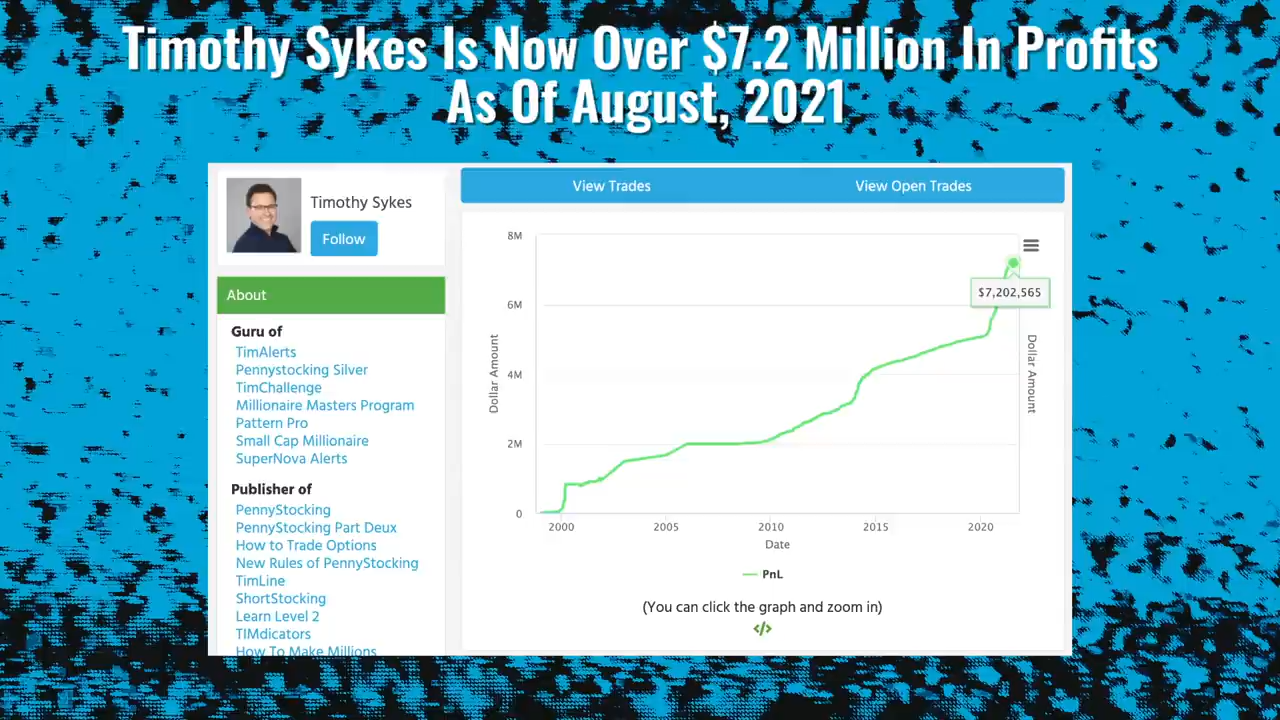 Timothy Sykes Is Now Over $7.2 Million In Profits
As Of August, 2021
Timothy Sykes
Follow
About
Guru of
TimAlerts
Pennystocking Silver
TimChallenge
Millionaire Masters Program
Pattern Pro
Small Cap Millionaire
SuperNova Alerts
Publisher of
PennyStocking
PennyStocking Part Deux
How to Trade Options
New Rules of PennyStocking
TimLine
ShortStocking
Learn Level 2
TIMdicators
How To Make Millions
View Trades
View Open Trades
8M
6M
4M
2M
0
Dollar Amount
$7,202,565
Dollar Amount
2000
2005
2010
2015
2020
Date
PnL
(You can click the graph and zoom in)
</>